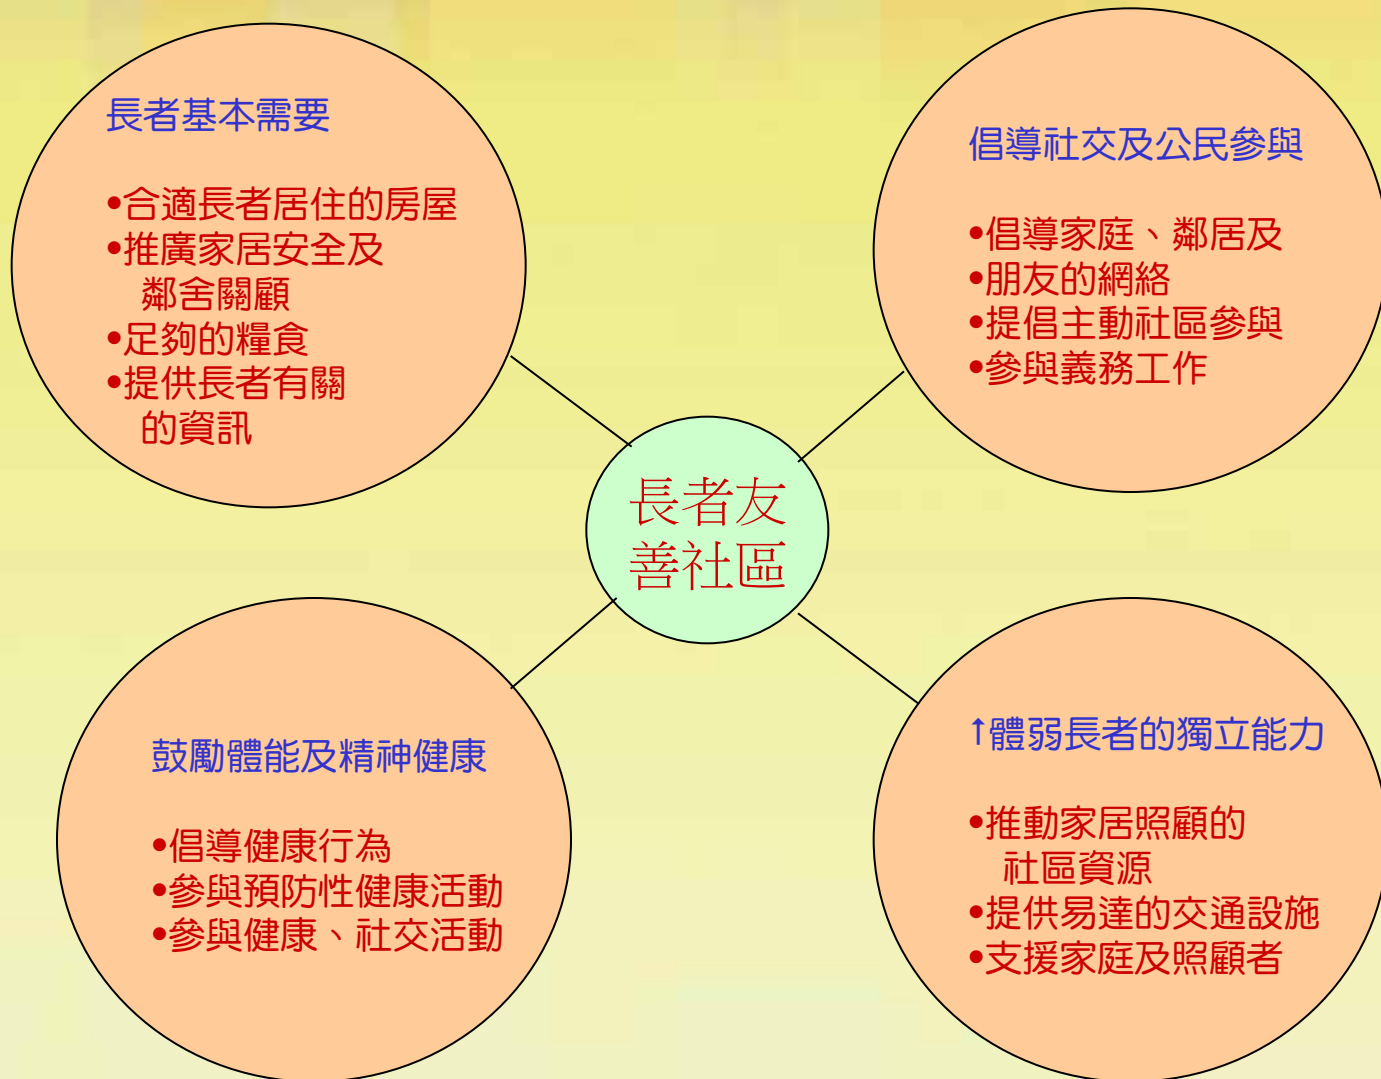 長者基本需要
•合適長者居住的房屋
•推廣家居安全及
鄰舍關顧
•足夠的糧食
•提供長者有關
的資訊
倡導社交及公民參與
•倡導家庭、鄰居及
•朋友的網絡
•提倡主動社區參與
•參與義務工作
長者友
善社區
鼓勵體能及精神健康
•倡導健康行為
•參與預防性健康活動
•參與健康、社交活動
↑體弱長者的獨立能力
•推動家居照顧的
社區資源
•提供易達的交通設施
•支援家庭及照顧者